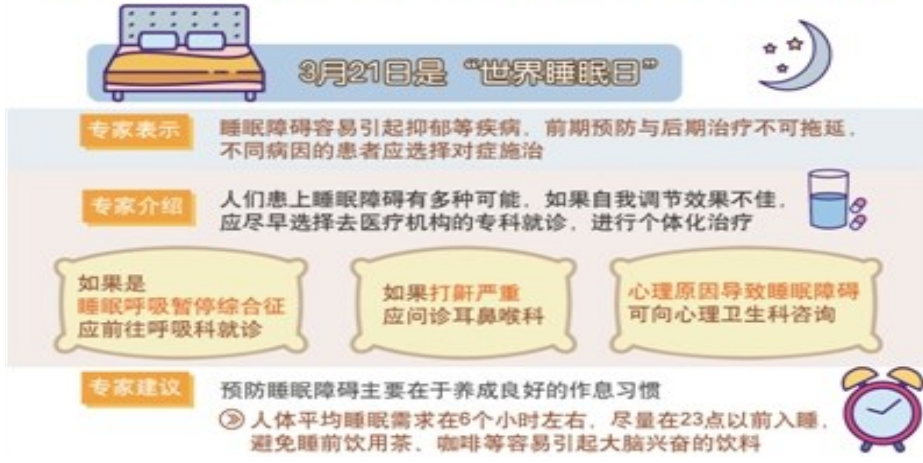 3月21日是“世界睡眠日”
专家表示
睡眠障碍容易引起抑郁等疾病，前期预防与后期治疗不可拖延，
不同病因的患者应选择对症施治
专家介绍
人们患上睡眠障碍有多种可能，如果自我调节效果不佳，
应尽早选择去医疗机构的专科就诊，进行个体化治疗
如果是
睡眠呼吸暂停综合征
应前往呼吸科就诊
如果打鼾严重
应问诊耳鼻喉科
心理原因导致睡眠障碍
可向心理卫生科咨询
专家建议
预防睡眠障碍主要在于养成良好的作息习惯
人体平均睡眠需求在6个小时左右，尽量在23点以前入睡，
避免睡前饮用茶、咖啡等容易引起大脑兴奋的饮料